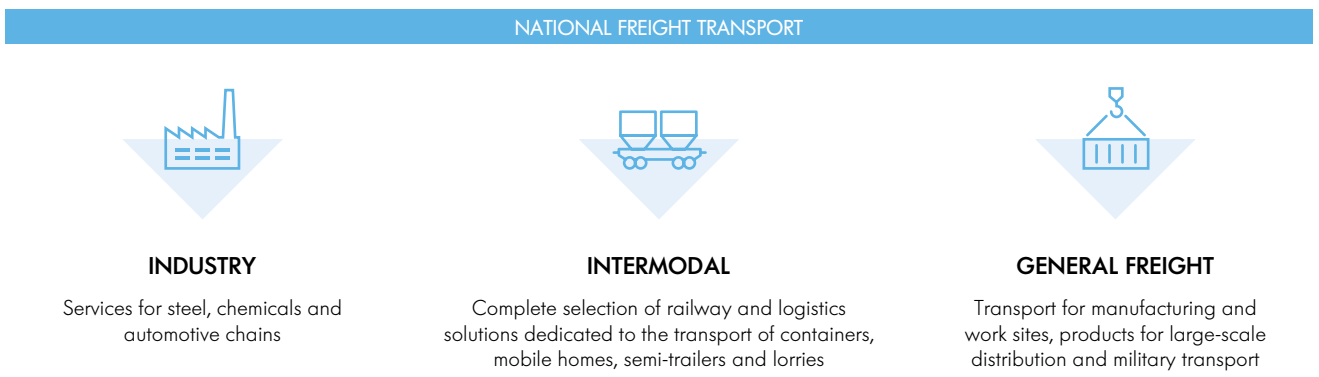 NATIONAL FREIGHT TRANSPORT
INDUSTRY
Services for steel, chemicals and
automotive chains
INTERMODAL
Complete selection of railway and logistics
solutions dedicated to the transport of containers,
mobile homes, semi-trailers and lorries
GENERAL FREIGHT
Transport for manufacturing and
work sites, products for large-scale
distribution and military transport